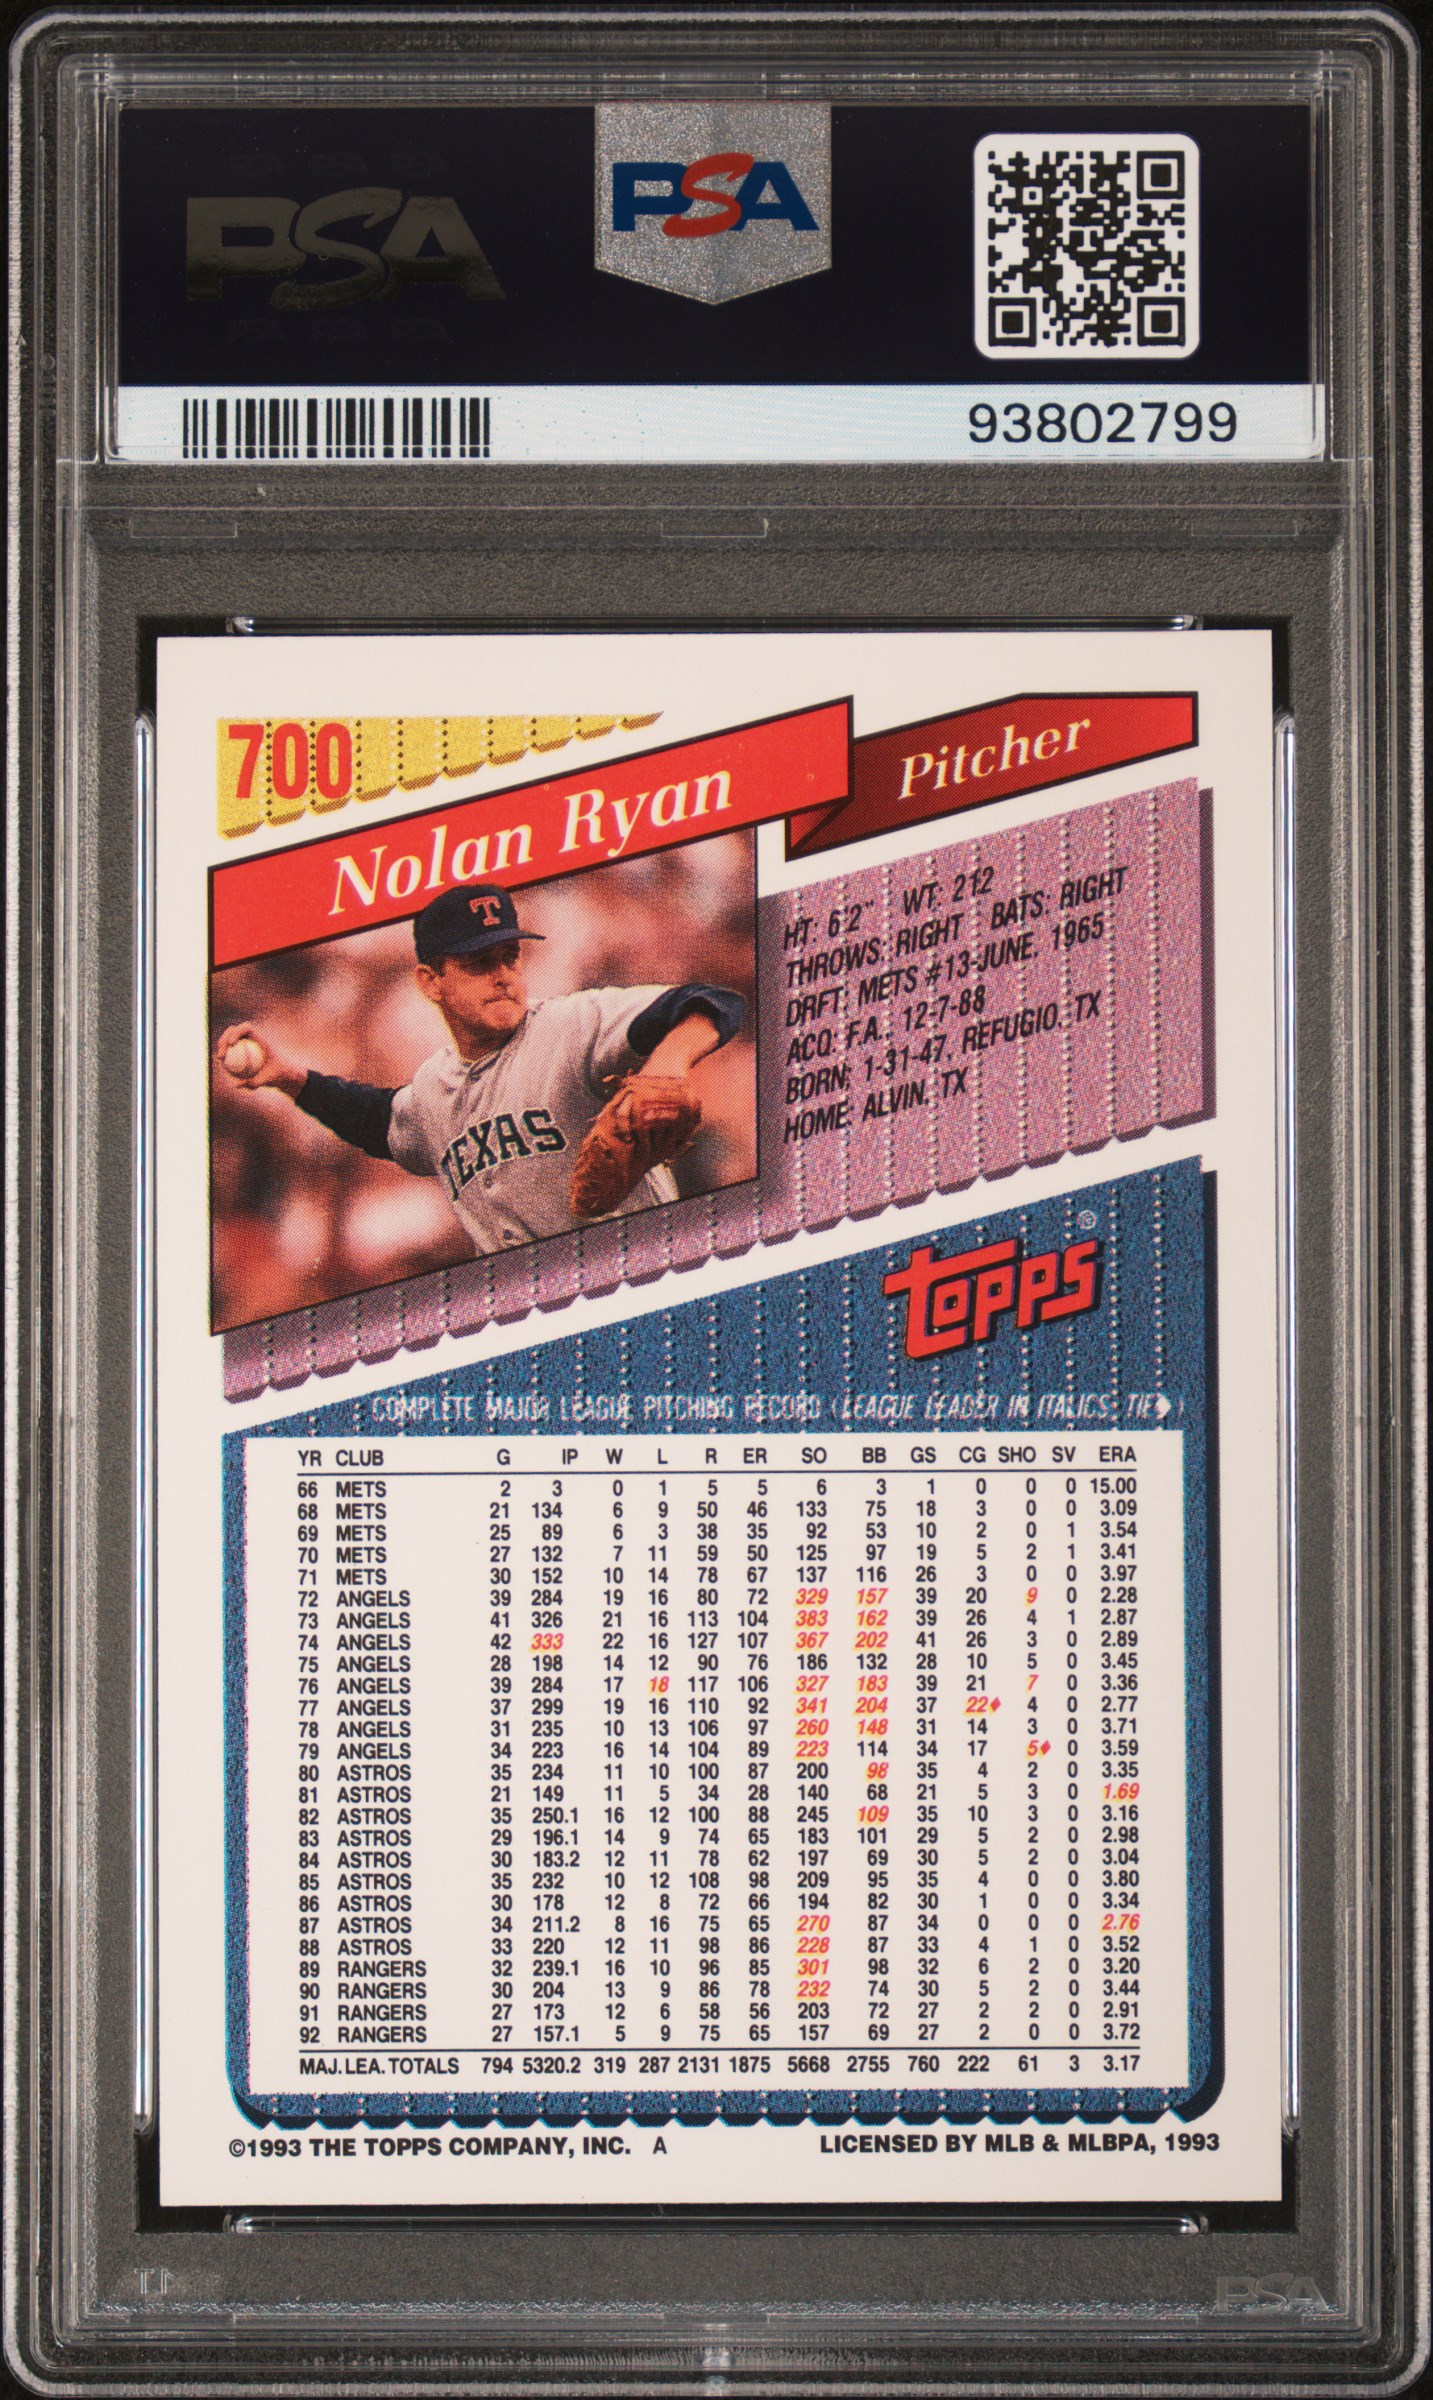 PSA
PSA
93802799
700
Nolan Ryan
Pitcher
HT: 6'2" WT: 212
THROWS: RIGHT BATS: RIGHT
DRFT: METS #13-JUNE, 1965
ACQ: F.A., 12-7-88
BORN: 1-31-47, REFUGIO, TX
HOME: ALVIN, TX
T
TEXAS
TOPPS ®
COMPLETE MAJOR LEAGUE PITCHING RECORD (LEAGUE LEADER IN ITALICS, TIE♦)
YR CLUB G IP W L R ER SO BB GS CG SHO SV ERA
66 METS 2 3 0 1 5 5 6 3 1 0 0 0 15.00
68 METS 21 134 6 9 50 46 133 75 18 3 0 0 3.09
69 METS 25 89 6 3 38 35 92 53 10 2 0 1 3.54
70 METS 27 132 7 11 59 50 125 97 19 5 2 1 3.41
71 METS 30 152 10 14 78 67 137 116 26 3 0 0 3.97
72 ANGELS 39 284 19 16 80 72 329 157 39 20 9 0 2.28
73 ANGELS 41 326 21 16 113 104 383 162 39 26 4 1 2.87
74 ANGELS 42 333 22 16 127 107 367 202 41 26 3 0 2.89
75 ANGELS 28 198 14 12 90 76 186 132 28 10 5 0 3.45
76 ANGELS 39 284 17 18 117 106 327 183 39 21 7 0 3.36
77 ANGELS 37 299 19 16 110 92 341 204 37 22♦ 4 0 2.77
78 ANGELS 31 235 10 13 106 97 260 148 31 14 3 0 3.71
79 ANGELS 34 223 16 14 104 89 223 114 34 17 5♦ 0 3.59
80 ASTROS 35 234 11 10 100 87 200 98 35 4 2 0 3.35
81 ASTROS 21 149 11 5 34 28 140 68 21 5 3 0 1.69
82 ASTROS 35 250.1 16 12 100 88 245 109 35 10 3 0 3.16
83 ASTROS 29 196.1 14 9 74 65 183 101 29 5 2 0 2.98
84 ASTROS 30 183.2 12 11 78 62 197 69 30 5 2 0 3.04
85 ASTROS 35 232 10 12 108 98 209 95 35 4 0 0 3.80
86 ASTROS 30 178 12 8 72 66 194 82 30 1 0 0 3.34
87 ASTROS 34 211.2 8 16 75 65 270 87 34 0 0 0 2.76
88 ASTROS 33 220 12 11 98 86 228 87 33 4 1 0 3.52
89 RANGERS 32 239.1 16 10 96 85 301 98 32 6 2 0 3.20
90 RANGERS 30 204 13 9 86 78 232 74 30 5 2 0 3.44
91 RANGERS 27 173 12 6 58 56 203 72 27 2 2 0 2.91
92 RANGERS 27 157.1 5 9 75 65 157 69 27 2 0 0 3.72
MAJ. LEA. TOTALS 794 5320.2 319 287 2131 1875 5668 2755 760 222 61 3 3.17
©1993 THE TOPPS COMPANY, INC. A
LICENSED BY MLB & MLBPA, 1993
PSA